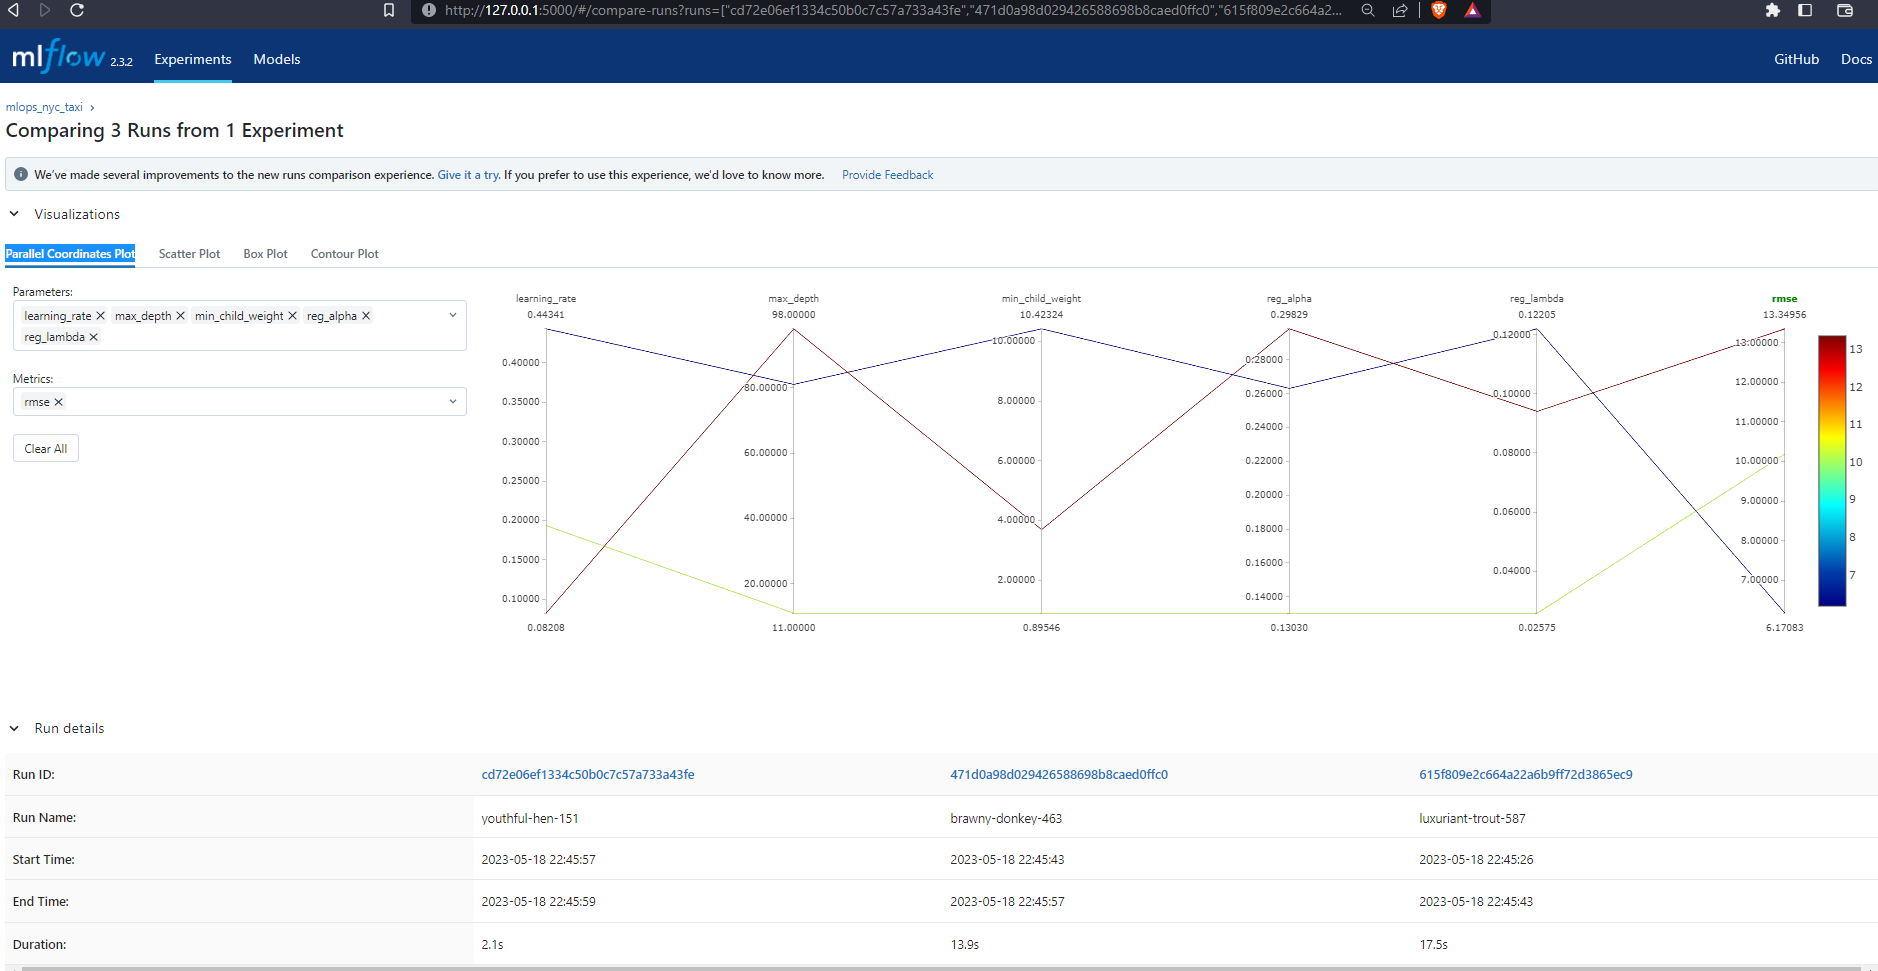 http://127.0.0.1:5000/#/compare-runs?runs=["cd72e06ef1334c50b0c7c57a733a43fe","471d0a98d029426588698b8caed0ffc0","615f809e2c664a2...
mlflow 2.3.2 Experiments Models GitHub Docs
mlops_nyc_taxi ›
Comparing 3 Runs from 1 Experiment
We've made several improvements to the new runs comparison experience. Give it a try. If you prefer to use this experience, we'd love to know more. Provide Feedback
Visualizations
Parallel Coordinates Plot Scatter Plot Box Plot Contour Plot
Parameters:
learning_rate max_depth min_child_weight reg_alpha
reg_lambda
Metrics:
rmse
Clear All
learning_rate
0.44341
0.40000
0.35000
0.30000
0.25000
0.20000
0.15000
0.10000
0.08208
max_depth
98.00000
80.00000
60.00000
40.00000
20.00000
11.00000
min_child_weight
10.42324
10.00000
8.00000
6.00000
4.00000
2.00000
0.89546
reg_alpha
0.29829
0.28000
0.26000
0.24000
0.22000
0.20000
0.18000
0.16000
0.14000
0.13030
reg_lambda
0.12205
0.12000
0.10000
0.08000
0.06000
0.04000
0.02575
rmse
13.34956
13.00000
12.00000
11.00000
10.00000
9.00000
8.00000
7.00000
6.17083
13
12
11
10
9
8
7
Run details
Run ID: cd72e06ef1334c50b0c7c57a733a43fe 471d0a98d029426588698b8caed0ffc0 615f809e2c664a22a6b9ff72d3865ec9
Run Name: youthful-hen-151 brawny-donkey-463 luxuriant-trout-587
Start Time: 2023-05-18 22:45:57 2023-05-18 22:45:43 2023-05-18 22:45:26
End Time: 2023-05-18 22:45:59 2023-05-18 22:45:57 2023-05-18 22:45:43
Duration: 2.1s 13.9s 17.5s